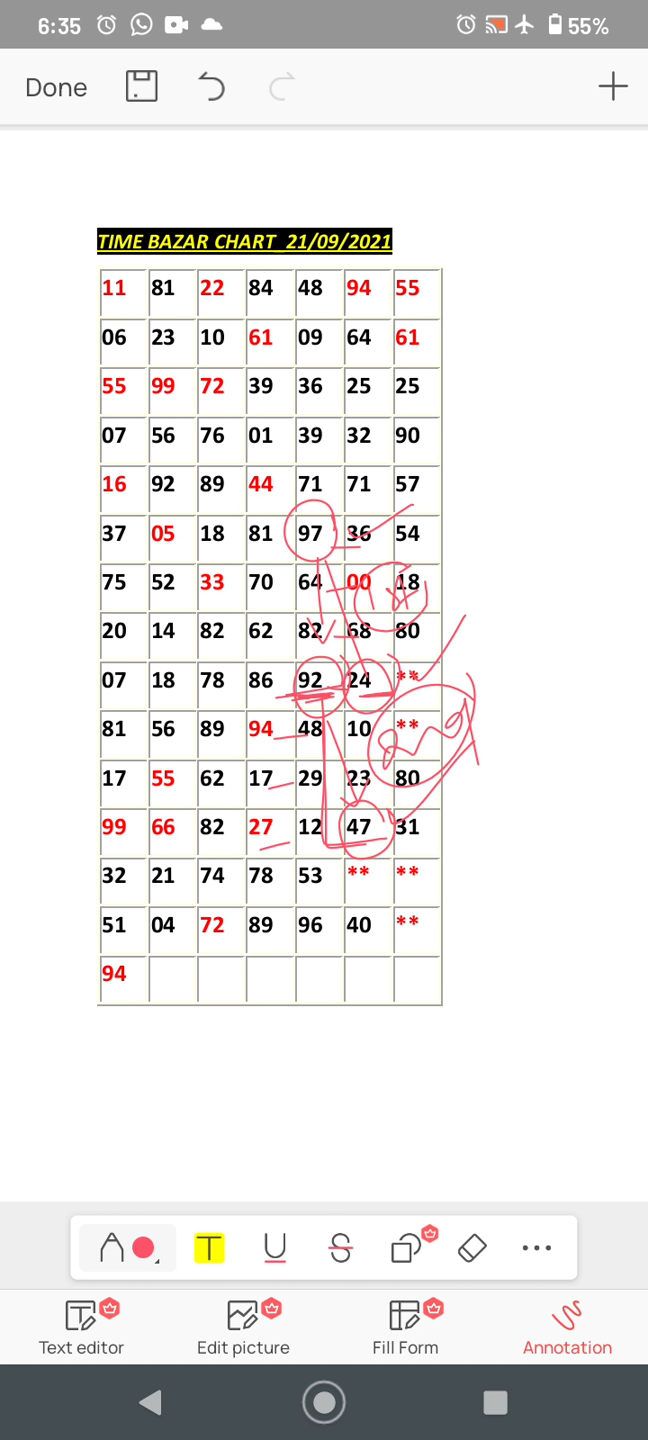 6:35 55%
Done
TIME BAZAR CHART 21/09/2021
11 81 22 84 48 94 55
06 23 10 61 09 64 61
55 99 72 39 36 25 25
07 56 76 01 39 32 90
16 92 89 44 71 71 57
37 05 18 81 97 36 54
75 52 33 70 64 00 18
1st
20 14 82 62 82 68 80
07 18 78 86 92 24 **
81 56 89 94 48 10 **
2nd
17 55 62 17 29 23 80
99 66 82 27 12 47 31
32 21 74 78 53 ** **
51 04 72 89 96 40 **
94
T U S
Text editor Edit picture Fill Form Annotation